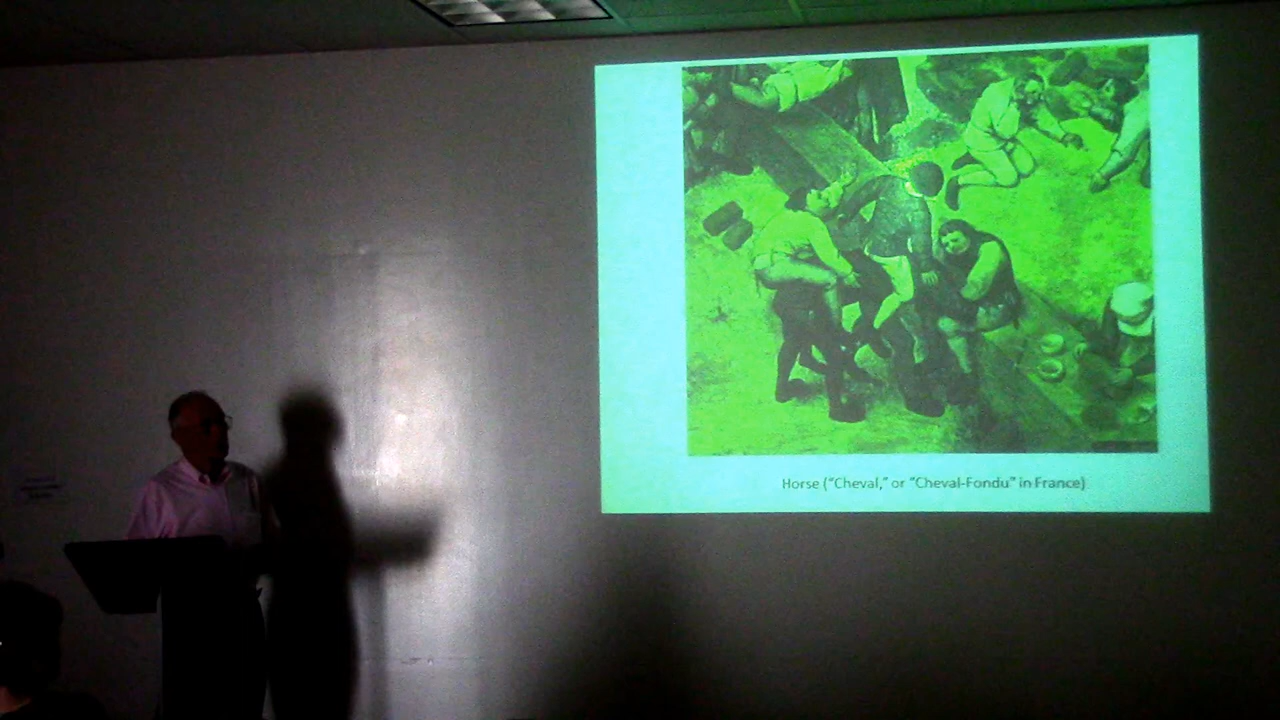 Horse ("Cheval," or "Cheval-Fondu" in France)